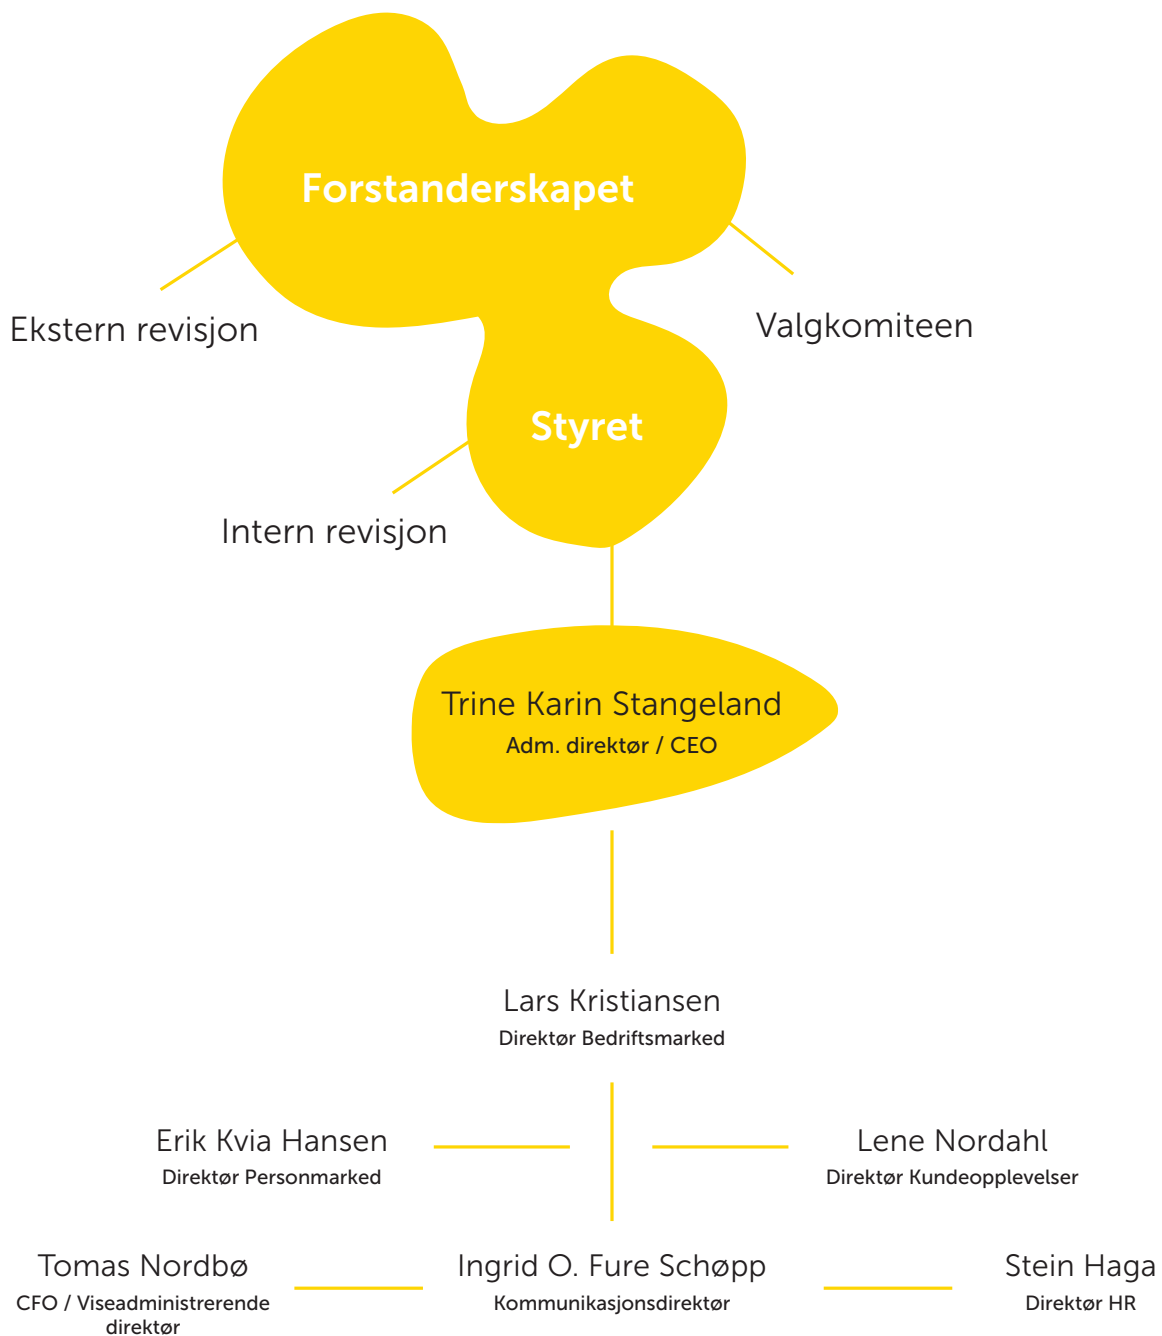 Forstanderskapet
Ekstern revisjon
Valgkomiteen
Styret
Intern revisjon
Trine Karin Stangeland
Adm. direktør / CEO
Lars Kristiansen
Direktør Bedriftsmarked
Erik Kvia Hansen
Direktør Personmarked
Lene Nordahl
Direktør Kundeopplevelser
Tomas Nordbø
CFO / Viseadministrerende
direktør
Ingrid O. Fure Schøpp
Kommunikasjonsdirektør
Stein Haga
Direktør HR